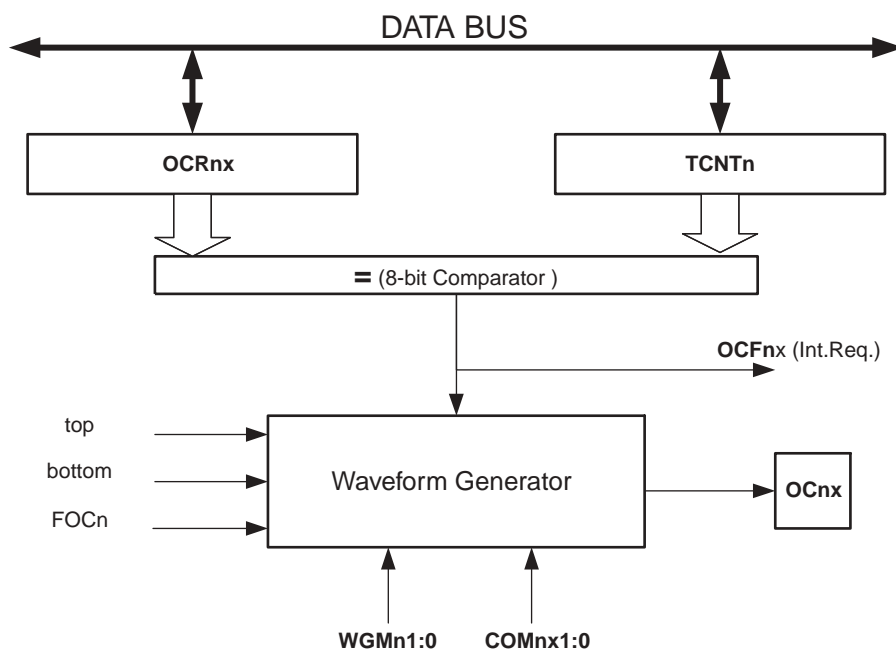 DATA BUS
OCRnx
TCNTn
= (8-bit Comparator )
OCFnx (Int.Req.)
top
bottom
FOCn
Waveform Generator
OCnx
WGMn1:0
COMnx1:0